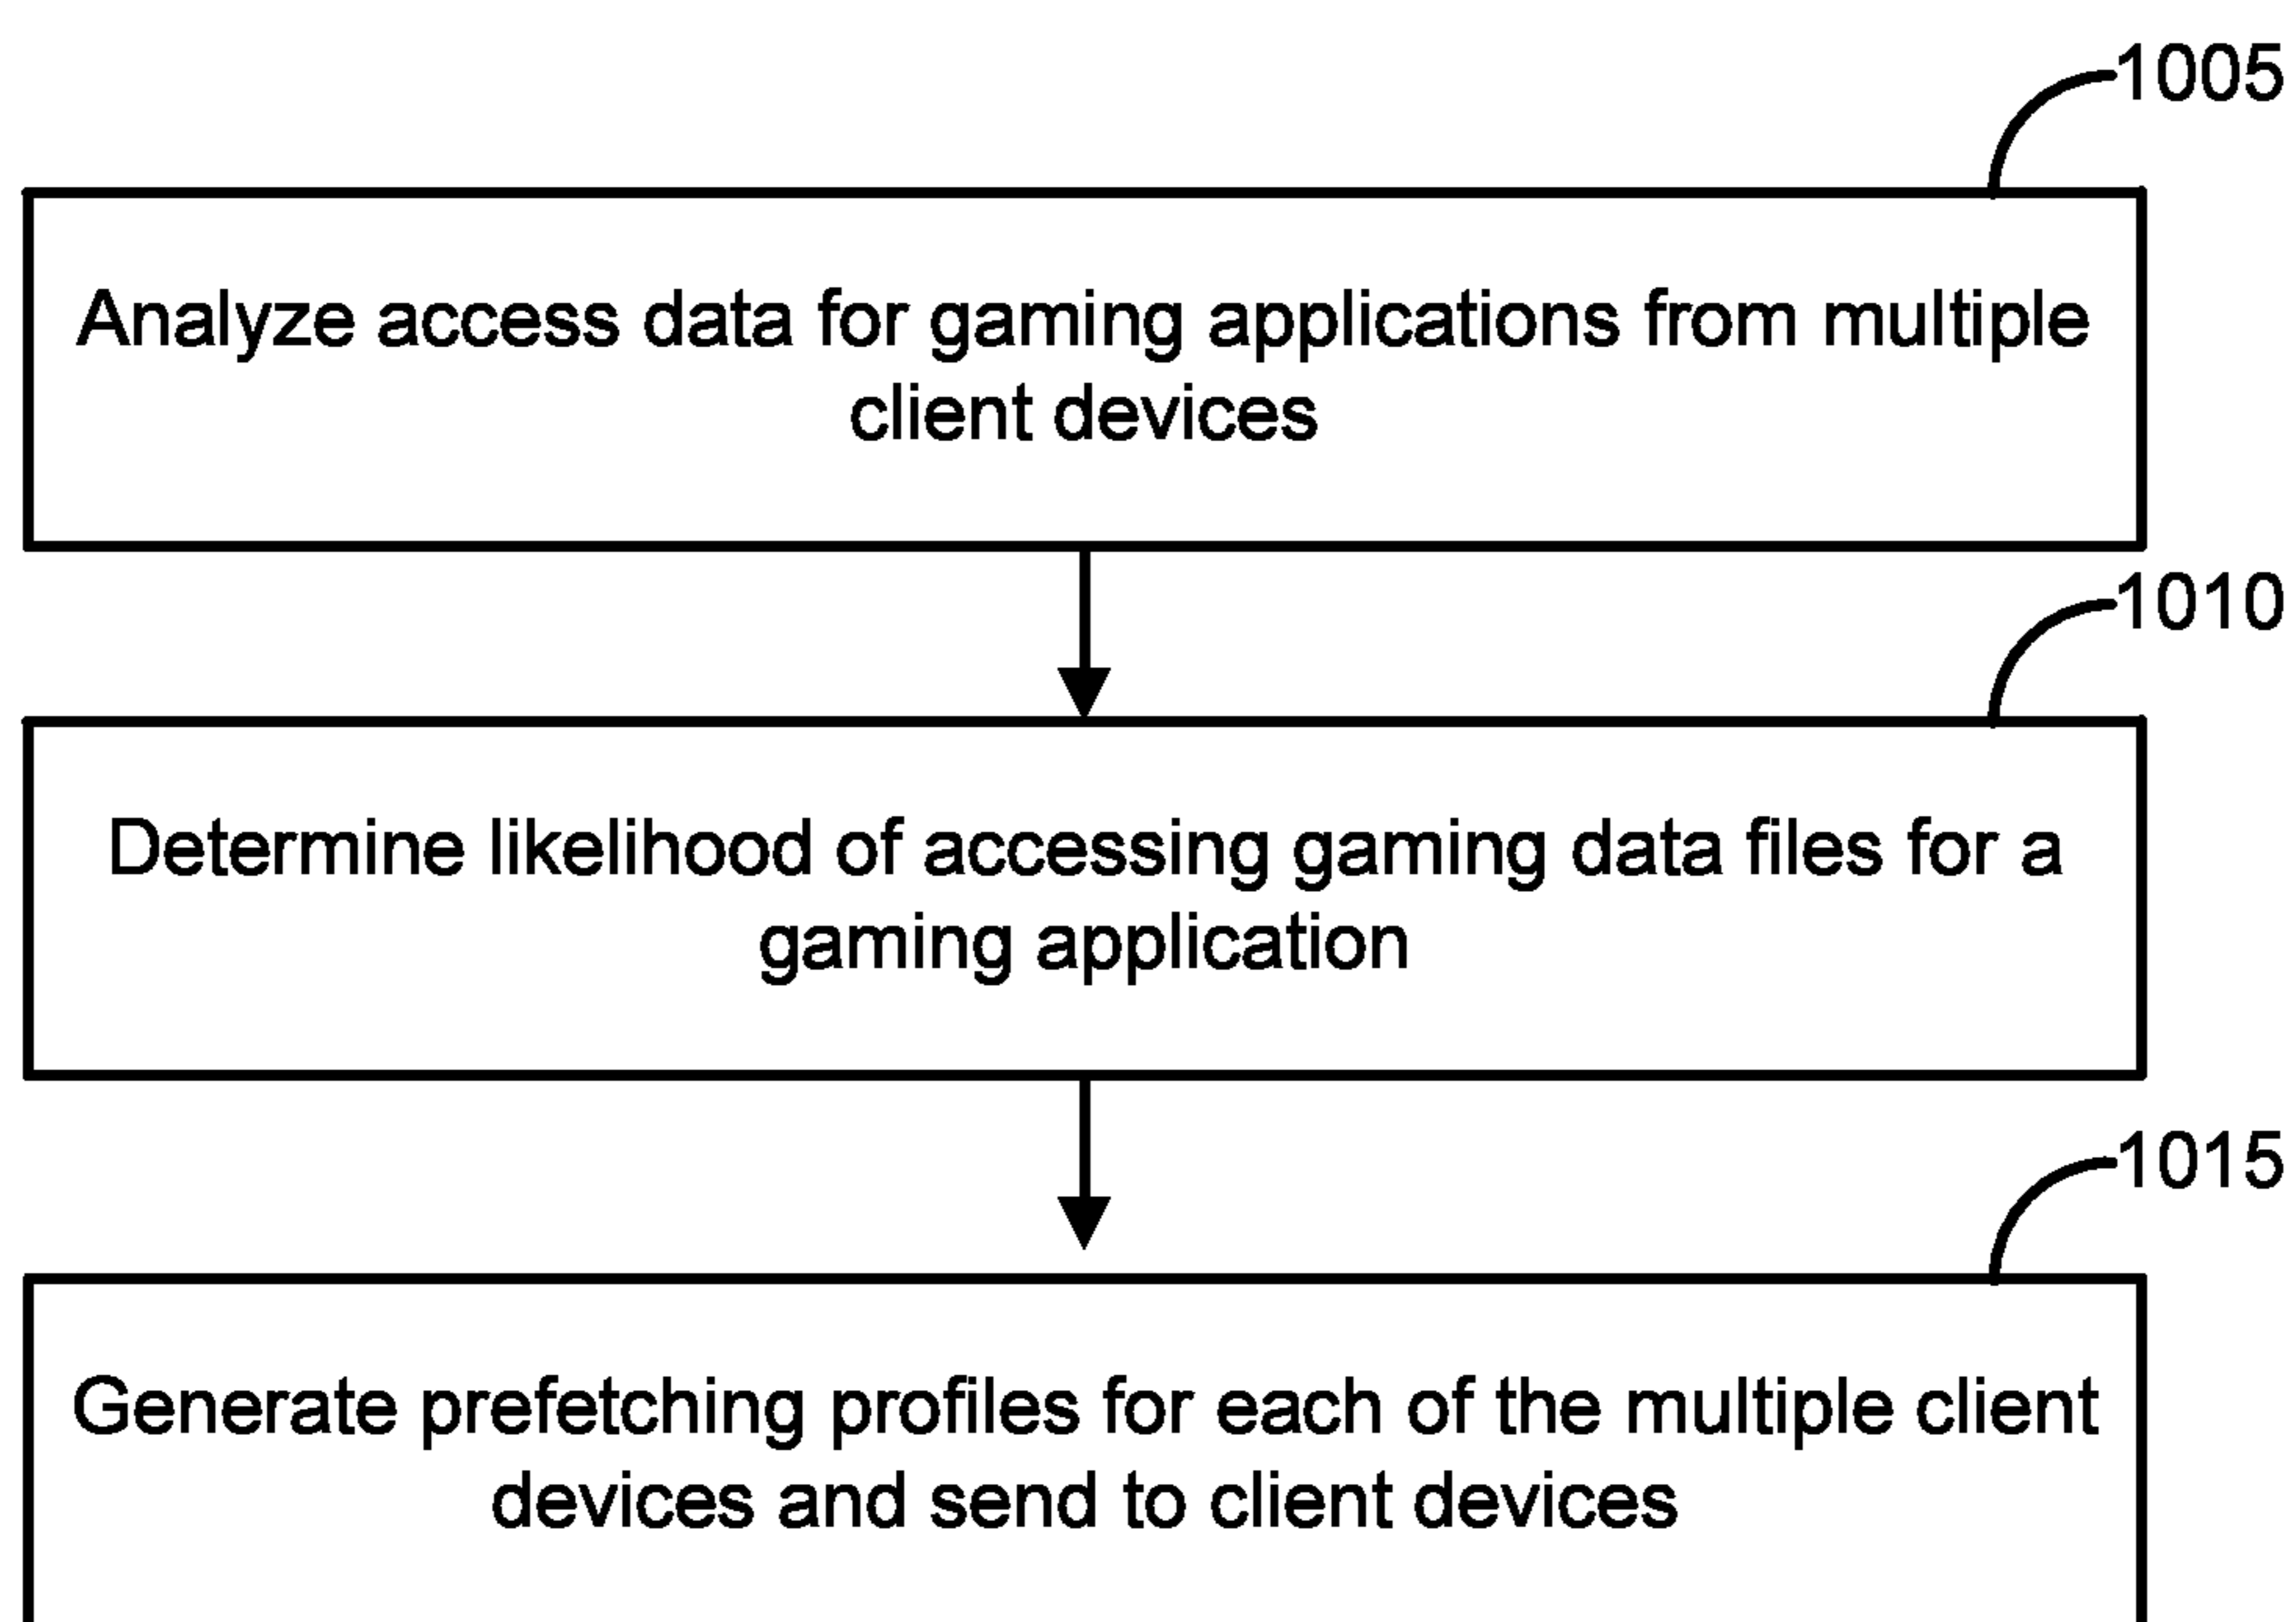 1005
Analyze access data for gaming applications from multiple
client devices
1010
Determine likelihood of accessing gaming data files for a
gaming application
1015
Generate prefetching profiles for each of the multiple client
devices and send to client devices